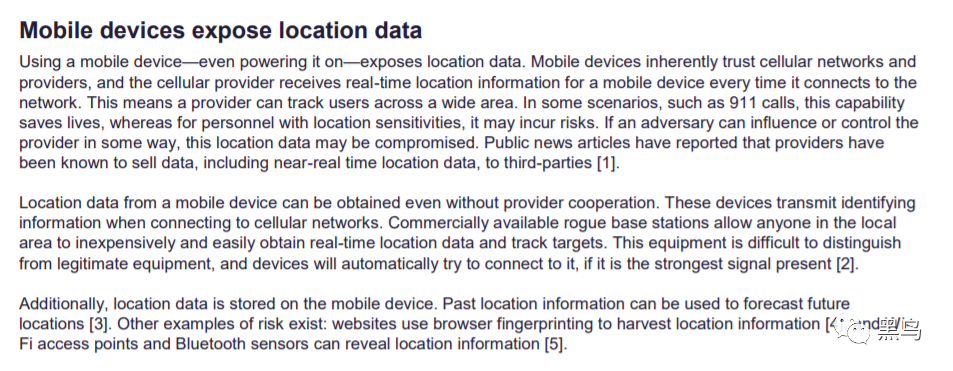 Mobile devices expose location data
Using a mobile device—even powering it on—exposes location data. Mobile devices inherently trust cellular networks and
providers, and the cellular provider receives real-time location information for a mobile device every time it connects to the
network. This means a provider can track users across a wide area. In some scenarios, such as 911 calls, this capability
saves lives, whereas for personnel with location sensitivities, it may incur risks. If an adversary can influence or control the
provider in some way, this location data may be compromised. Public news articles have reported that providers have
been known to sell data, including near-real time location data, to third-parties [1].
Location data from a mobile device can be obtained even without provider cooperation. These devices transmit identifying
information when connecting to cellular networks. Commercially available rogue base stations allow anyone in the local
area to inexpensively and easily obtain real-time location data and track targets. This equipment is difficult to distinguish
from legitimate equipment, and devices will automatically try to connect to it, if it is the strongest signal present [2].
Additionally, location data is stored on the mobile device. Past location information can be used to forecast future
locations [3]. Other examples of risk exist: websites use browser fingerprinting to harvest location information
Fi access points and Bluetooth sensors can reveal location information [5].
黑鸟